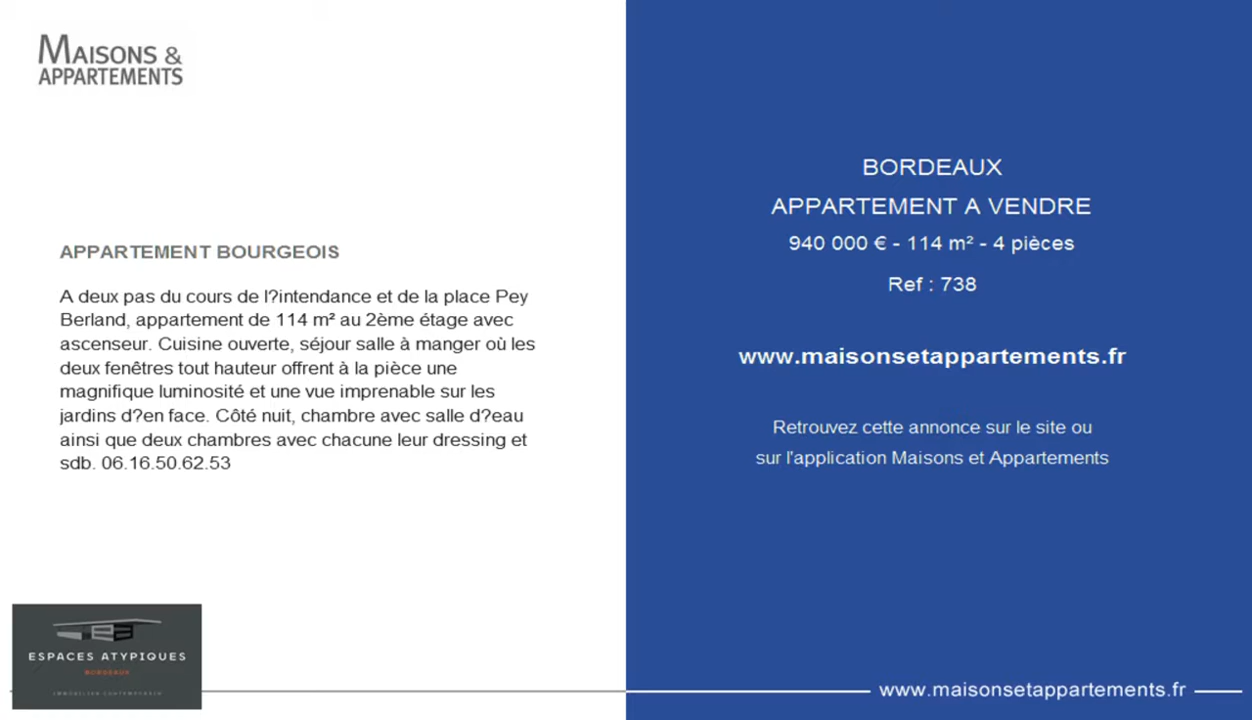 MAISONS &
APPARTEMENTS
APPARTEMENT BOURGEOIS
A deux pas du cours de l?intendance et de la place Pey
Berland, appartement de 114 m² au 2ème étage avec
ascenseur. Cuisine ouverte, séjour salle à manger où les
deux fenêtres tout hauteur offrent à la pièce une
magnifique luminosité et une vue imprenable sur les
jardins d?en face. Côté nuit, chambre avec salle d?eau
ainsi que deux chambres avec chacune leur dressing et
sdb. 06.16.50.62.53
ESPACES ATYPIQUES
BORDEAUX
IMMOBILIER CONTEMPORAIN
BORDEAUX
APPARTEMENT A VENDRE
940 000 € - 114 m² - 4 pièces
Ref : 738
www.maisonsetappartements.fr
Retrouvez cette annonce sur le site ou
sur l'application Maisons et Appartements
www.maisonsetappartements.fr